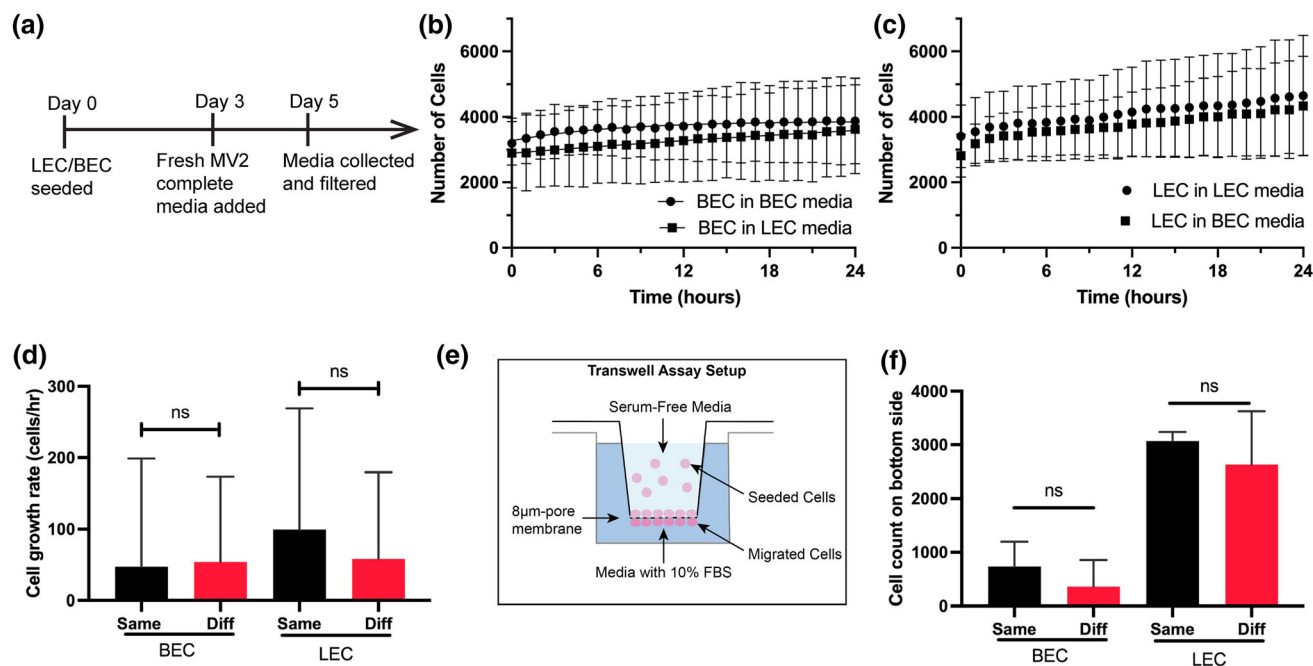 (a)
Day 0
Day 3
Day 5
LEC/BEC
seeded
Fresh MV2
complete
media added
Media collected
and filtered
(b)
Number of Cells
6000
4000
2000
0
BEC in BEC media
BEC in LEC media
0
6
12
18
24
Time (hours)
(c)
Number of Cells
6000
4000
2000
0
LEC in LEC media
LEC in BEC media
0
6
12
18
24
Time (hours)
(d)
Cell growth rate (cells/hr)
300
200
100
0
ns
ns
Same
Diff
Same
Diff
BEC
LEC
(e)
Transwell Assay Setup
Serum-Free Media
Seeded Cells
8μm-pore
membrane
Migrated Cells
Media with 10% FBS
(f)
Cell count on bottom side
4000
3000
2000
1000
0
ns
ns
Same
Diff
Same
Diff
BEC
LEC